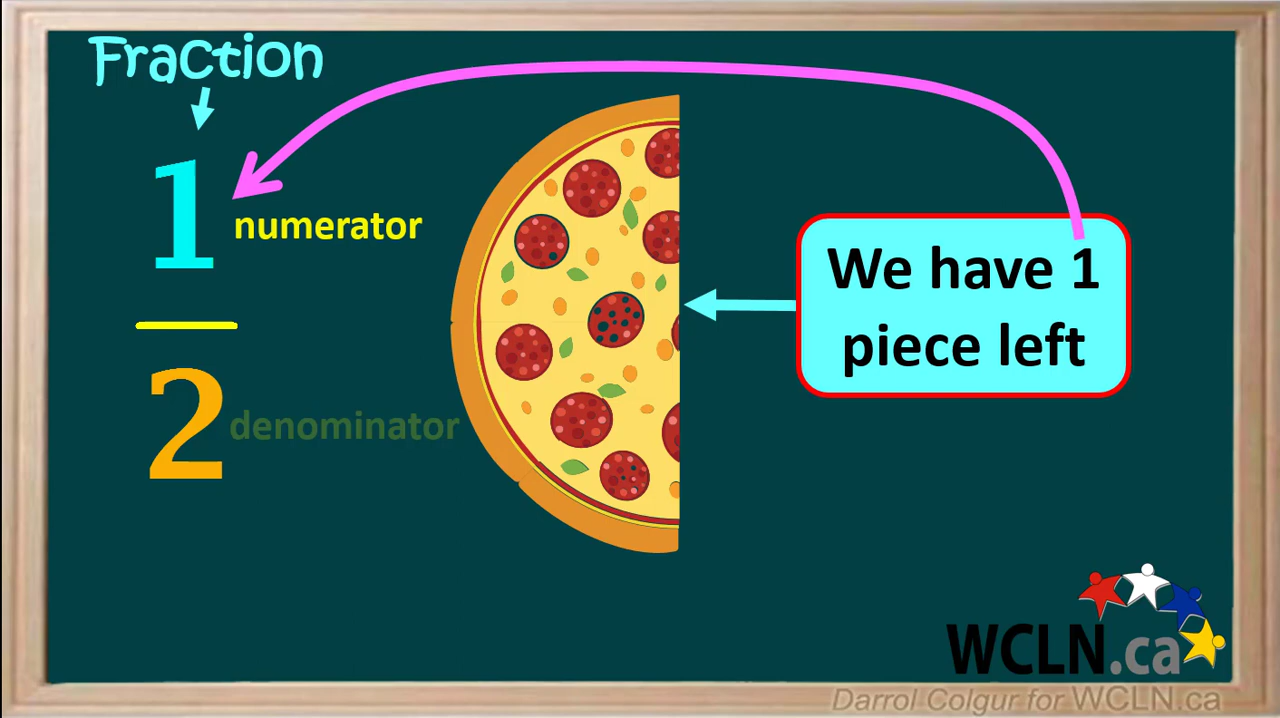 Fraction
1
numerator
2
denominator
We have 1
piece left
WCLN.ca
Darrol Colgur for WCLN.ca